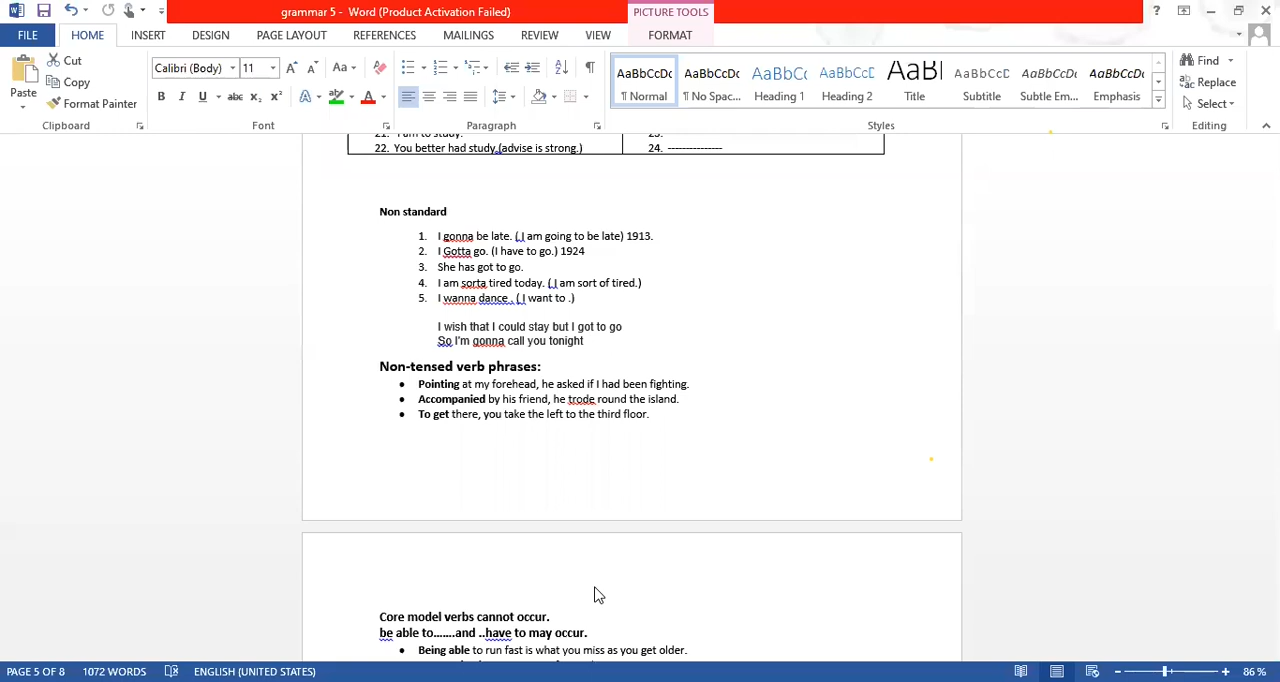 grammar 5 - Word (Product Activation Failed)
PICTURE TOOLS
FILE HOME INSERT DESIGN PAGE LAYOUT REFERENCES MAILINGS REVIEW VIEW FORMAT
Paste
Cut
Copy
Format Painter
Clipboard
Calibri (Body) 11
Font
Paragraph
AaBbCcDc AaBbCcDc AaBbCc AaBbCcD AaBl AaBbCcD AaBbCcDc AaBbCcDc
¶ Normal ¶ No Spac... Heading 1 Heading 2 Title Subtitle Subtle Em... Emphasis
Styles
Find
Replace
Select
Editing
21. I am to study. 23.
22. You better had study,(advise is strong.) 24. ---------------
Non standard
1. I gonna be late. ( I am going to be late) 1913.
2. I Gotta go. (I have to go.) 1924
3. She has got to go.
4. I am sorta tired today. ( I am sort of tired.)
5. I wanna dance . ( I want to .)
I wish that I could stay but I got to go
So I'm gonna call you tonight
Non-tensed verb phrases:
• Pointing at my forehead, he asked if I had been fighting.
• Accompanied by his friend, he trode round the island.
• To get there, you take the left to the third floor.
Core model verbs cannot occur.
be able to.......and ..have to may occur.
• Being able to run fast is what you miss as you get older.
PAGE 5 OF 8 1072 WORDS ENGLISH (UNITED STATES) 86 %